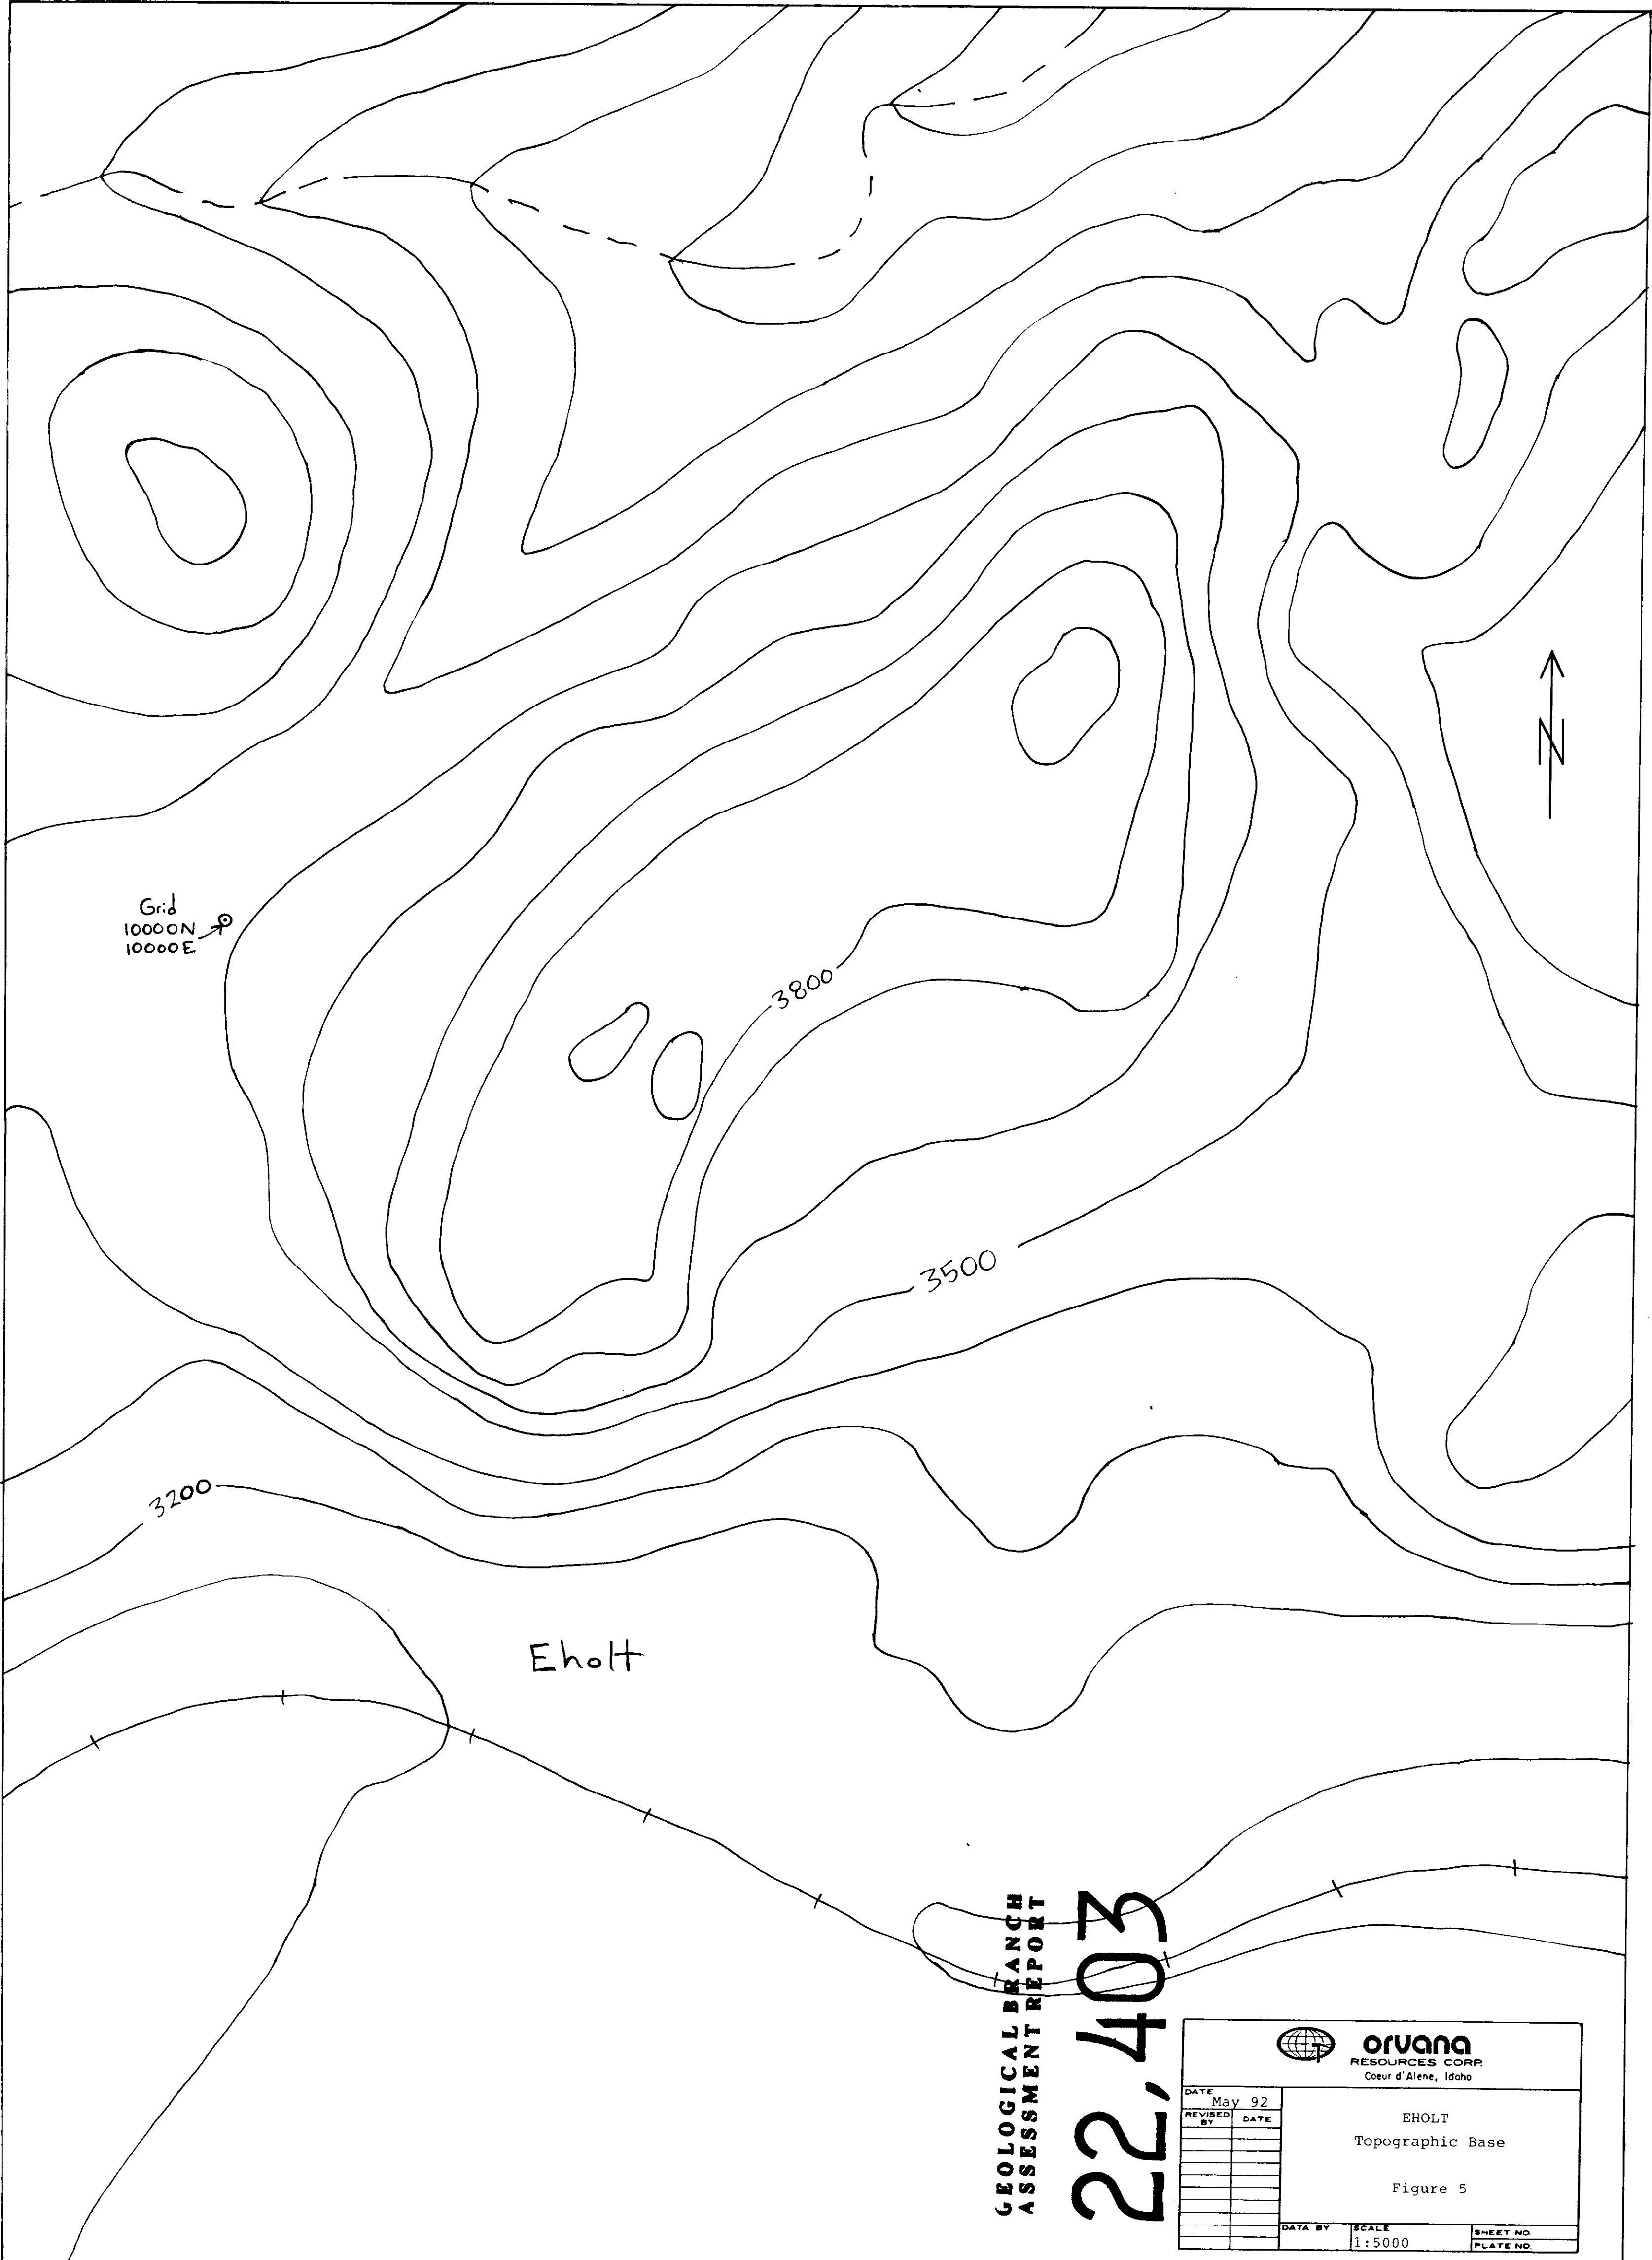 Grid
10000N
10000E
N
3800
3500
3200
Eholt
GEOLOGICAL BRANCH
ASSESSMENT REPORT
22,403
orvana
RESOURCES CORP.
Coeur d'Alene, Idaho
DATE
May 92
REVISED BY
DATE
EHOLT
Topographic Base
Figure 5
DATA BY
SCALE
1:5000
SHEET NO.
PLATE NO.